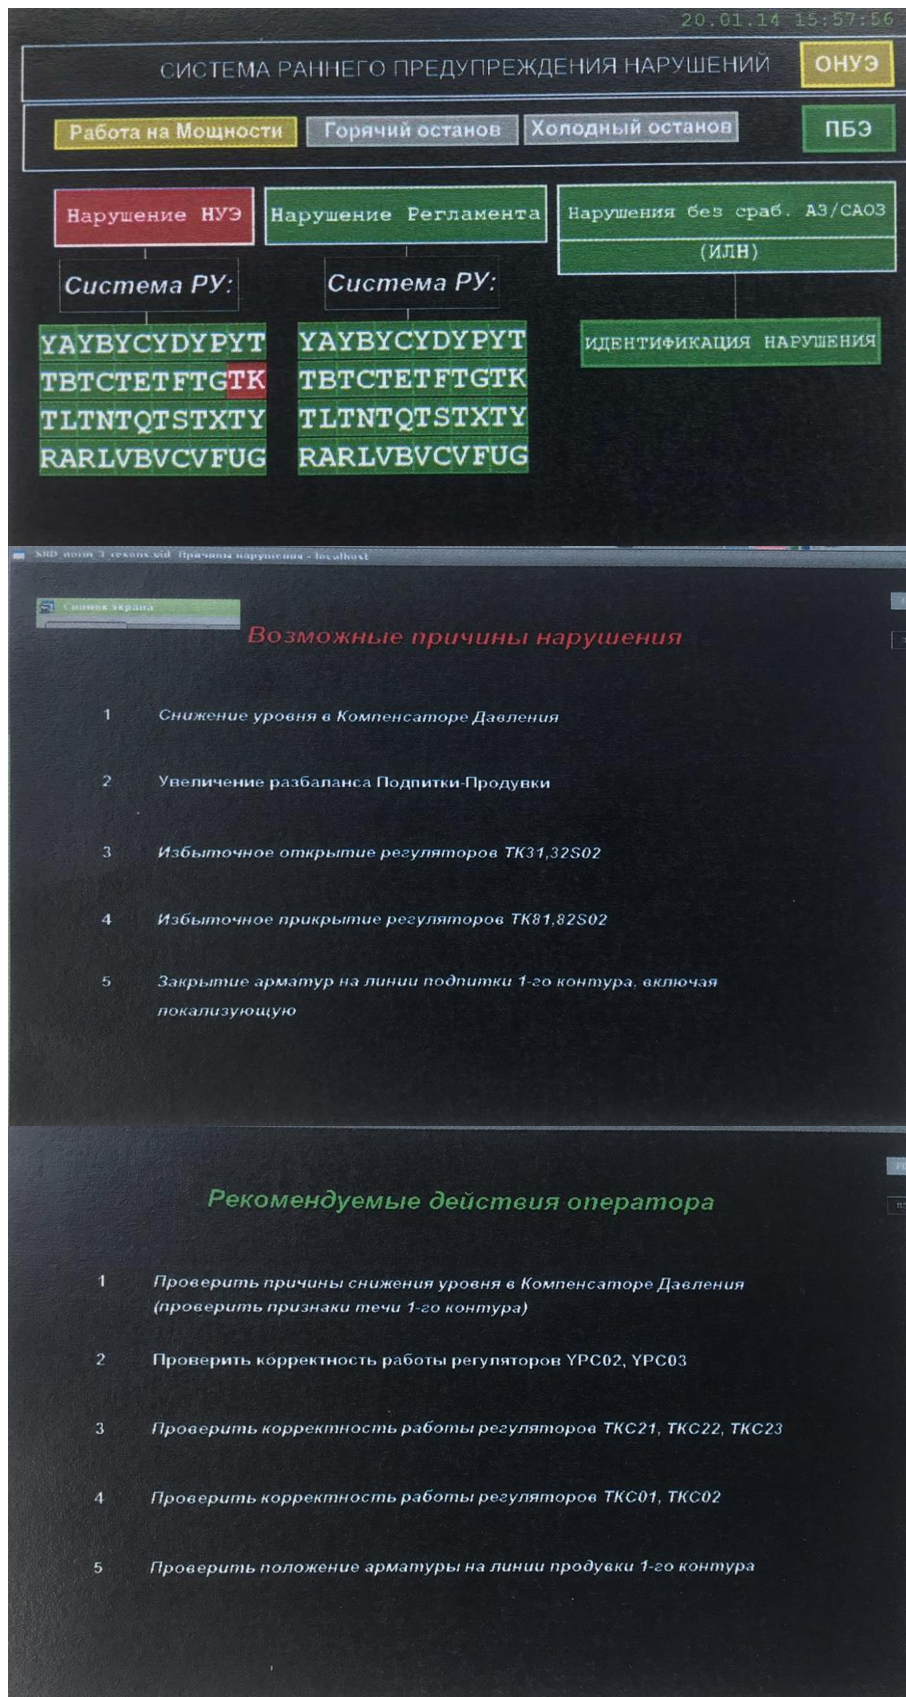 20.01.14 15:57:56
СИСТЕМА РАННЕГО ПРЕДУПРЕЖДЕНИЯ НАРУШЕНИЙ
ОНУЭ
Работа на Мощности
Горячий останов
Холодный останов
ПБЭ
Нарушение НУЭ
Нарушение Регламента
Нарушения без сраб. АЗ/САОЗ
(ИЛН)
Система РУ:
Система РУ:
YAYBYCYDYPYT
TBTCTETFTGTK
TLTNTQTSTXTY
RARLVBVCVFUG
YAYBYCYDYPYT
TBTCTETFTGTK
TLTNTQTSTXTY
RARLVBVCVFUG
ИДЕНТИФИКАЦИЯ НАРУШЕНИЯ
Причины нарушения - localhost
Снимок экрана
Возможные причины нарушения
1 Снижение уровня в Компенсаторе Давления
2 Увеличение разбаланса Подпитки-Продувки
3 Избыточное открытие регуляторов ТК31,32S02
4 Избыточное прикрытие регуляторов ТК81,82S02
5 Закрытие арматур на линии подпитки 1-го контура, включая
локализующую
Рекомендуемые действия оператора
1 Проверить причины снижения уровня в Компенсаторе Давления
(проверить признаки течи 1-го контура)
2 Проверить корректность работы регуляторов YPC02, YPC03
3 Проверить корректность работы регуляторов ТКС21, ТКС22, ТКС23
4 Проверить корректность работы регуляторов ТКС01, ТКС02
5 Проверить положение арматуры на линии продувки 1-го контура